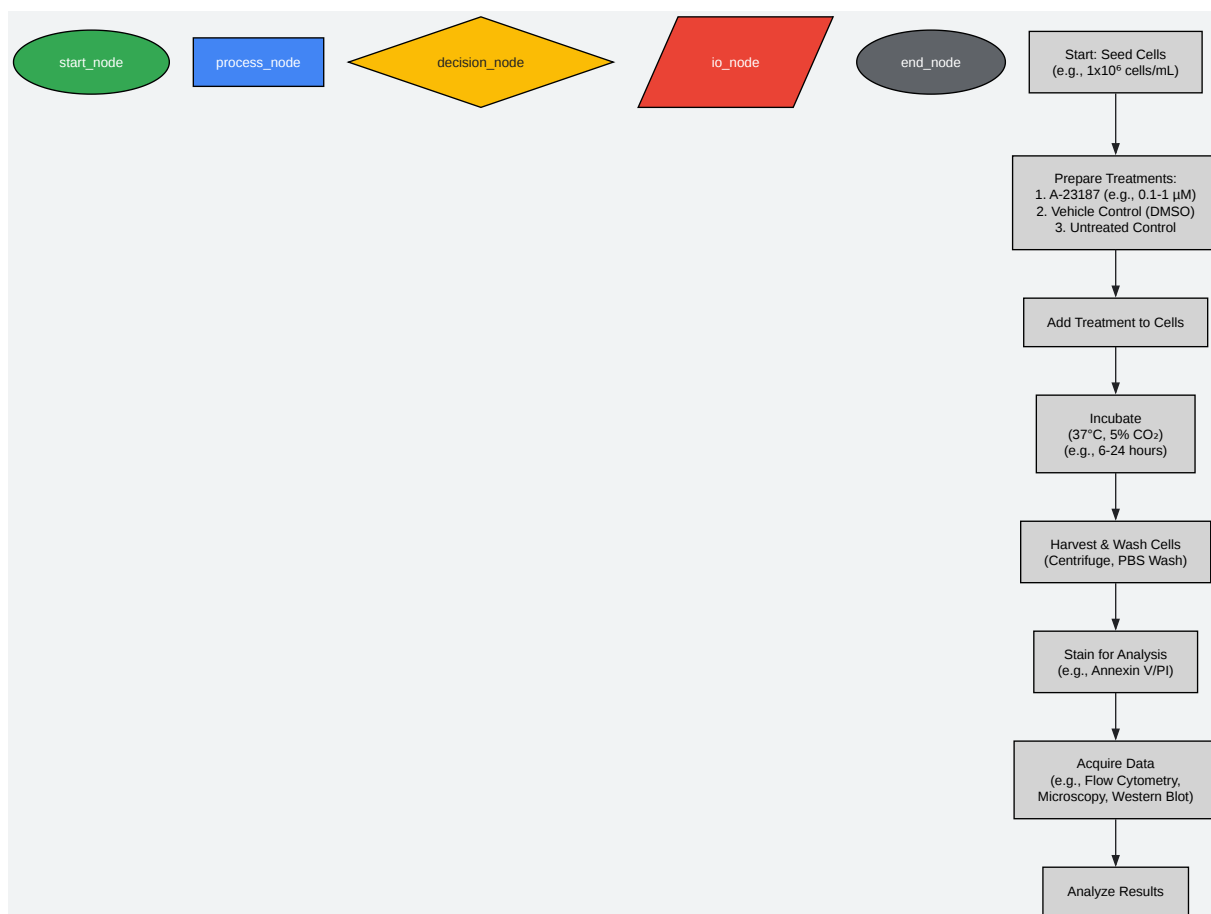 start_node
process_node
decision_node
io_node
end_node
Start: Seed Cells
(e.g., 1x10⁶ cells/mL)
Prepare Treatments:
1. A-23187 (e.g., 0.1-1 µM)
2. Vehicle Control (DMSO)
3. Untreated Control
Add Treatment to Cells
Incubate
(37°C, 5% CO₂)
(e.g., 6-24 hours)
Harvest & Wash Cells
(Centrifuge, PBS Wash)
Stain for Analysis
(e.g., Annexin V/PI)
Acquire Data
(e.g., Flow Cytometry,
Microscopy, Western Blot)
Analyze Results